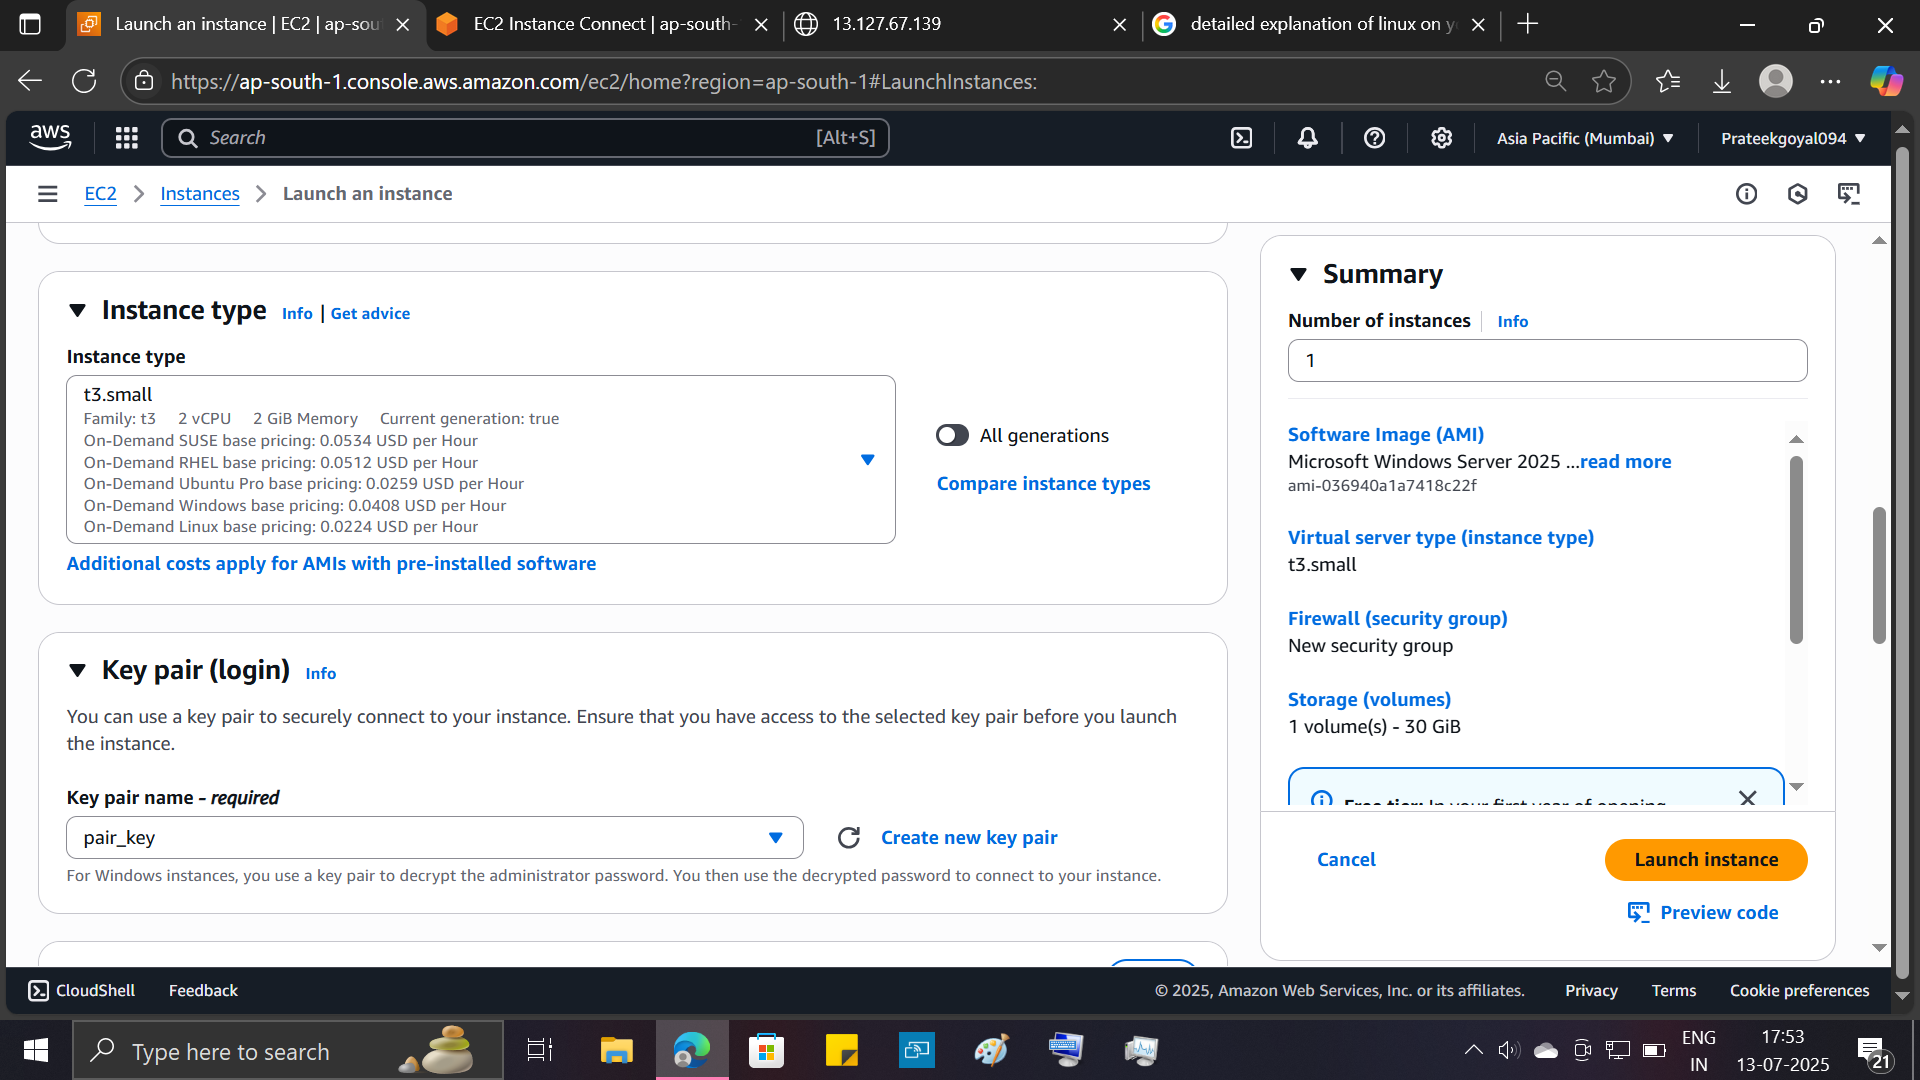 Launch an instance | EC2 | ap-sou
EC2 Instance Connect | ap-south-
13.127.67.139
detailed explanation of linux on y
https://ap-south-1.console.aws.amazon.com/ec2/home?region=ap-south-1#LaunchInstances:
aws
Search
[Alt+S]
Asia Pacific (Mumbai)
Prateekgoyal094
EC2
Instances
Launch an instance
Instance type
Info
Get advice
Instance type
t3.small
Family: t3 2 vCPU 2 GiB Memory Current generation: true
On-Demand SUSE base pricing: 0.0534 USD per Hour
On-Demand RHEL base pricing: 0.0512 USD per Hour
On-Demand Ubuntu Pro base pricing: 0.0259 USD per Hour
On-Demand Windows base pricing: 0.0408 USD per Hour
On-Demand Linux base pricing: 0.0224 USD per Hour
All generations
Compare instance types
Additional costs apply for AMIs with pre-installed software
Key pair (login)
Info
You can use a key pair to securely connect to your instance. Ensure that you have access to the selected key pair before you launch
the instance.
Key pair name - required
pair_key
Create new key pair
For Windows instances, you use a key pair to decrypt the administrator password. You then use the decrypted password to connect to your instance.
Summary
Number of instances
Info
1
Software Image (AMI)
Microsoft Windows Server 2025 ...read more
ami-036940a1a7418c22f
Virtual server type (instance type)
t3.small
Firewall (security group)
New security group
Storage (volumes)
1 volume(s) - 30 GiB
Free tier: In your first year of opening
Cancel
Launch instance
Preview code
CloudShell
Feedback
© 2025, Amazon Web Services, Inc. or its affiliates.
Privacy
Terms
Cookie preferences
Type here to search
ENG
IN
17:53
13-07-2025
21